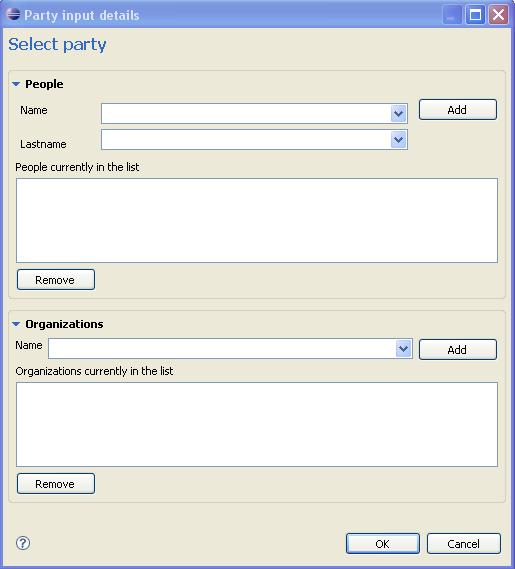 Party input details
Select party
People
Name
Add
Lastname
People currently in the list
Remove
Organizations
Name
Add
Organizations currently in the list
Remove
?
OK
Cancel